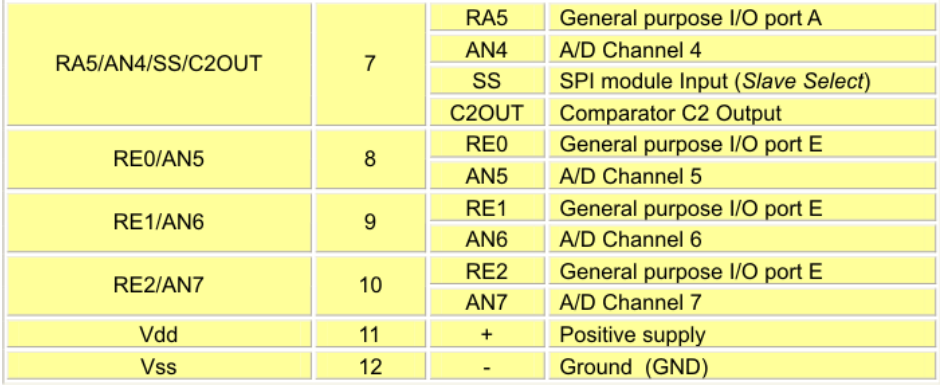 RA5/AN4/SS/C2OUT 7 RA5 General purpose I/O port A
AN4 A/D Channel 4
SS SPI module Input (Slave Select)
C2OUT Comparator C2 Output
RE0/AN5 8 RE0 General purpose I/O port E
AN5 A/D Channel 5
RE1/AN6 9 RE1 General purpose I/O port E
AN6 A/D Channel 6
RE2/AN7 10 RE2 General purpose I/O port E
AN7 A/D Channel 7
Vdd 11 + Positive supply
Vss 12 - Ground (GND)